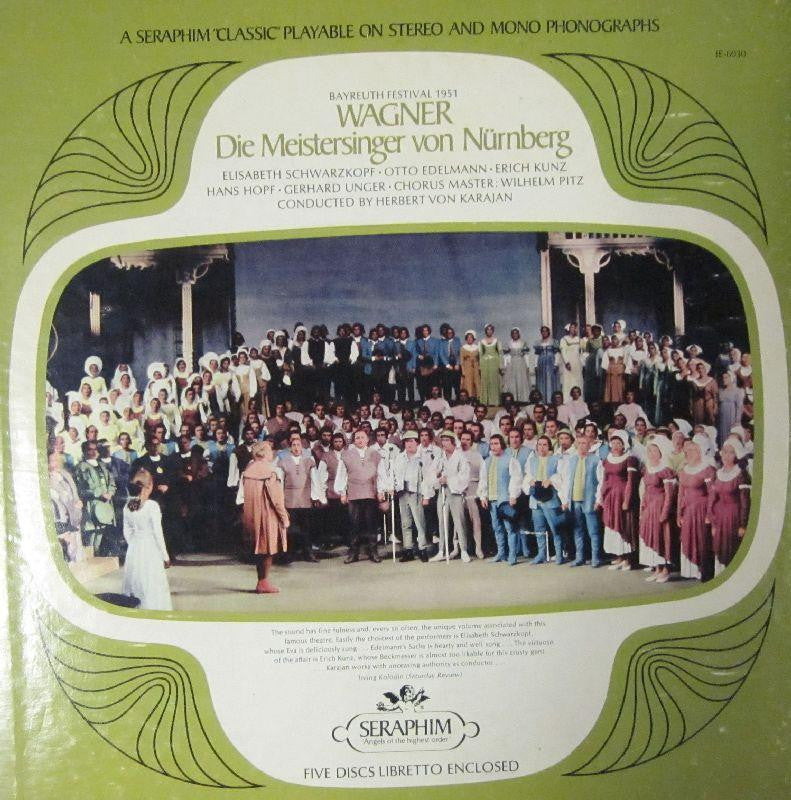 A SERAPHIM "CLASSIC" PLAYABLE ON STEREO AND MONO PHONOGRAPHS
IE-6030
BAYREUTH FESTIVAL 1951
WAGNER
Die Meistersinger von Nürnberg
ELISABETH SCHWARZKOPF • OTTO EDELMANN • ERICH KUNZ
HANS HOPF • GERHARD UNGER • CHORUS MASTER: WILHELM PITZ
CONDUCTED BY HERBERT VON KARAJAN
The sound has fine fulness and, every so often, the unique volume associated with this
famous theatre. Easily the choicest of the performers is Elisabeth Schwarzkopf,
whose Eva is deliciously sung . . . Edelmann's Sachs is hearty and well sung . . . The virtuoso
of the affair is Erich Kunz, whose Beckmesser is almost too likable for this crusty gent
. . . Karajan works with unceasing authority as conductor . . .
Irving Kolodin (Saturday Review)
SERAPHIM
"Angels of the highest order"
FIVE DISCS LIBRETTO ENCLOSED